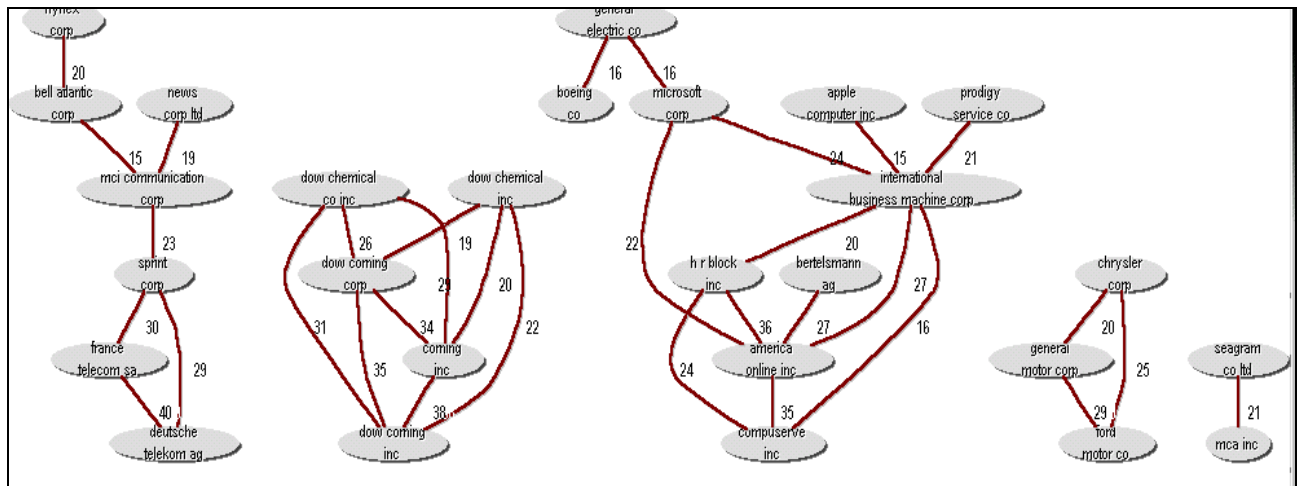 nynex
corp
general
electric co
20
16
16
bell atlantic
corp
news
corp ltd
boeing
co
microsoft
corp
apple
computer inc
prodigy
service co
15
19
24
15
21
mci communication
corp
dow chemical
co inc
dow chemical
inc
international
business machine corp
23
26
19
22
20
sprint
corp
dow corning
corp
29
20
h r block
inc
bertelsmann
ag
27
chrysler
corp
30
31
34
22
36
27
16
20
france
telecom sa
29
35
corning
inc
24
america
online inc
general
motor corp
25
seagram
co ltd
40
38
35
29
21
deutsche
telekom ag
dow corning
inc
compuserve
inc
ford
motor co
mca inc